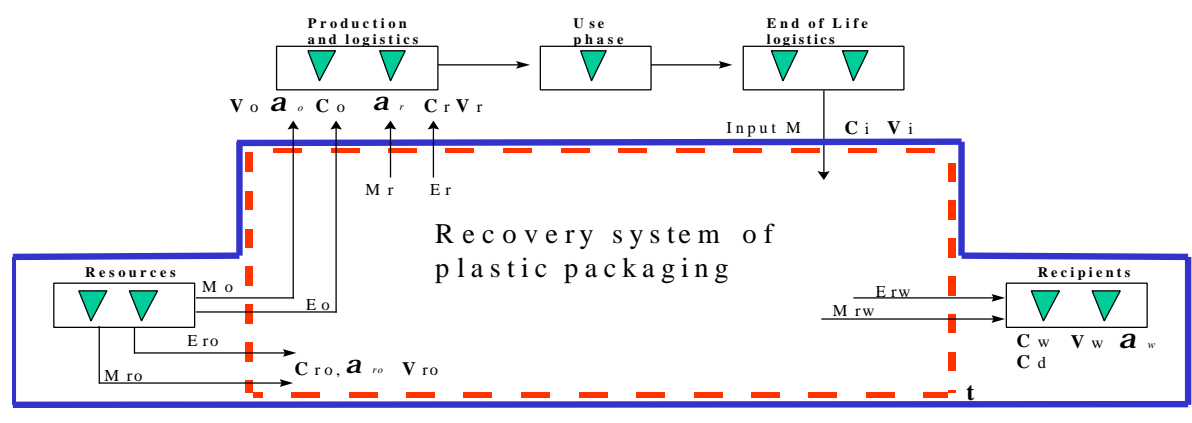 Production and logistics
Use phase
End of Life logistics
Vo ao Co ar Cr Vr
Input M Ci Vi
Mr Er
Recovery system of
plastic packaging
Resources
Mo
Eo
Ero
Mro
Cro, aro Vro
Recipients
Erw
Mrw
Cw Vw aw
Cd
t